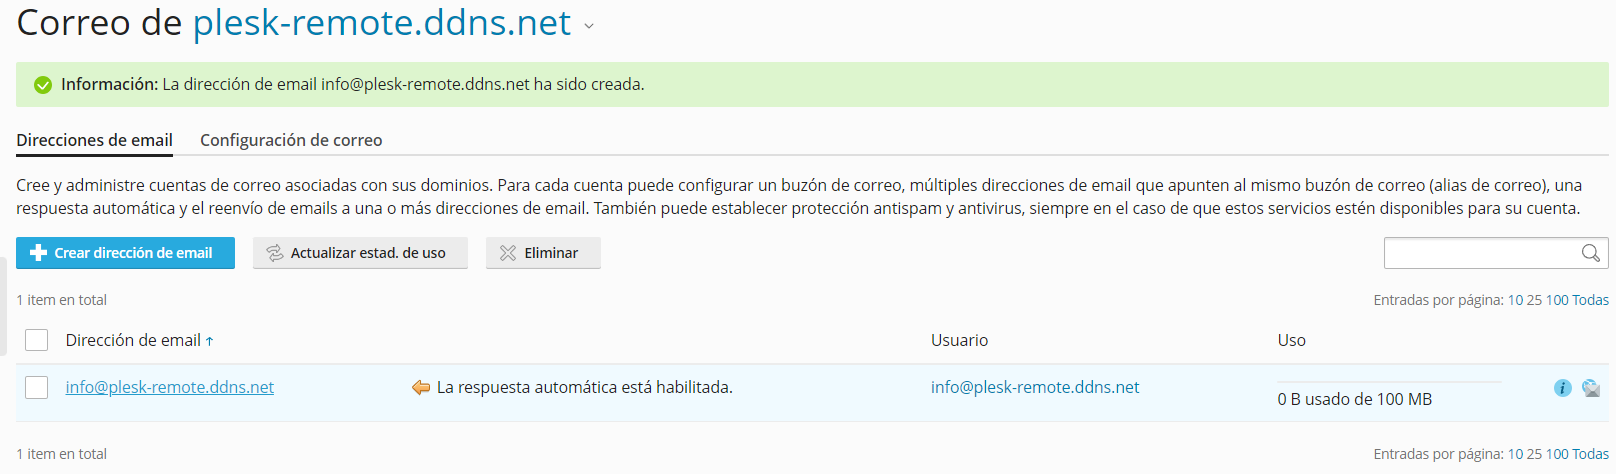 Correo de plesk-remote.ddns.net
Información: La dirección de email info@plesk-remote.ddns.net ha sido creada.
Direcciones de email Configuración de correo
Cree y administre cuentas de correo asociadas con sus dominios. Para cada cuenta puede configurar un buzón de correo, múltiples direcciones de email que apunten al mismo buzón de correo (alias de correo), una
respuesta automática y el reenvío de emails a una o más direcciones de email. También puede establecer protección antispam y antivirus, siempre en el caso de que estos servicios estén disponibles para su cuenta.
Crear dirección de email Actualizar estad. de uso Eliminar
1 item en total Entradas por página: 10 25 100 Todas
Dirección de email ↑ Usuario Uso
info@plesk-remote.ddns.net La respuesta automática está habilitada. info@plesk-remote.ddns.net 0 B usado de 100 MB
1 item en total Entradas por página: 10 25 100 Todas